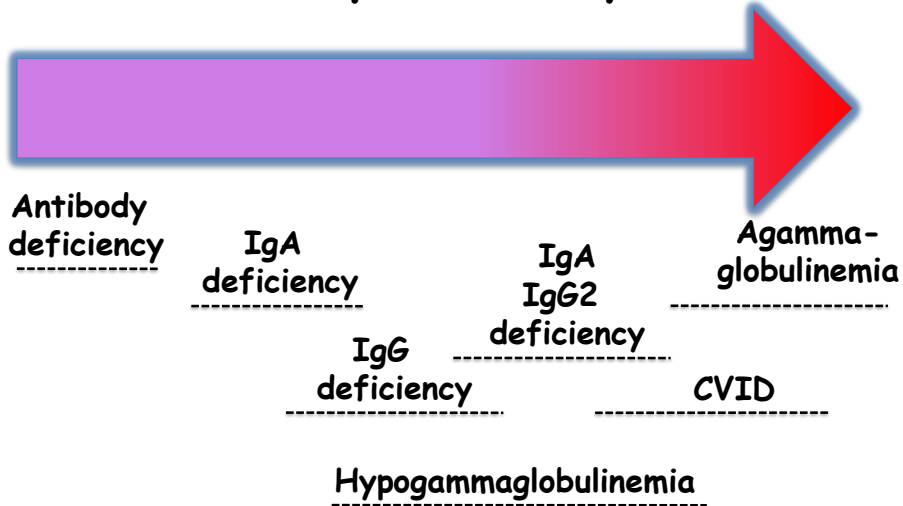 Antibody
deficiency
IgA
deficiency
IgG
deficiency
IgA
IgG2
deficiency
Agamma-
globulinemia
CVID
Hypogammaglobulinemia